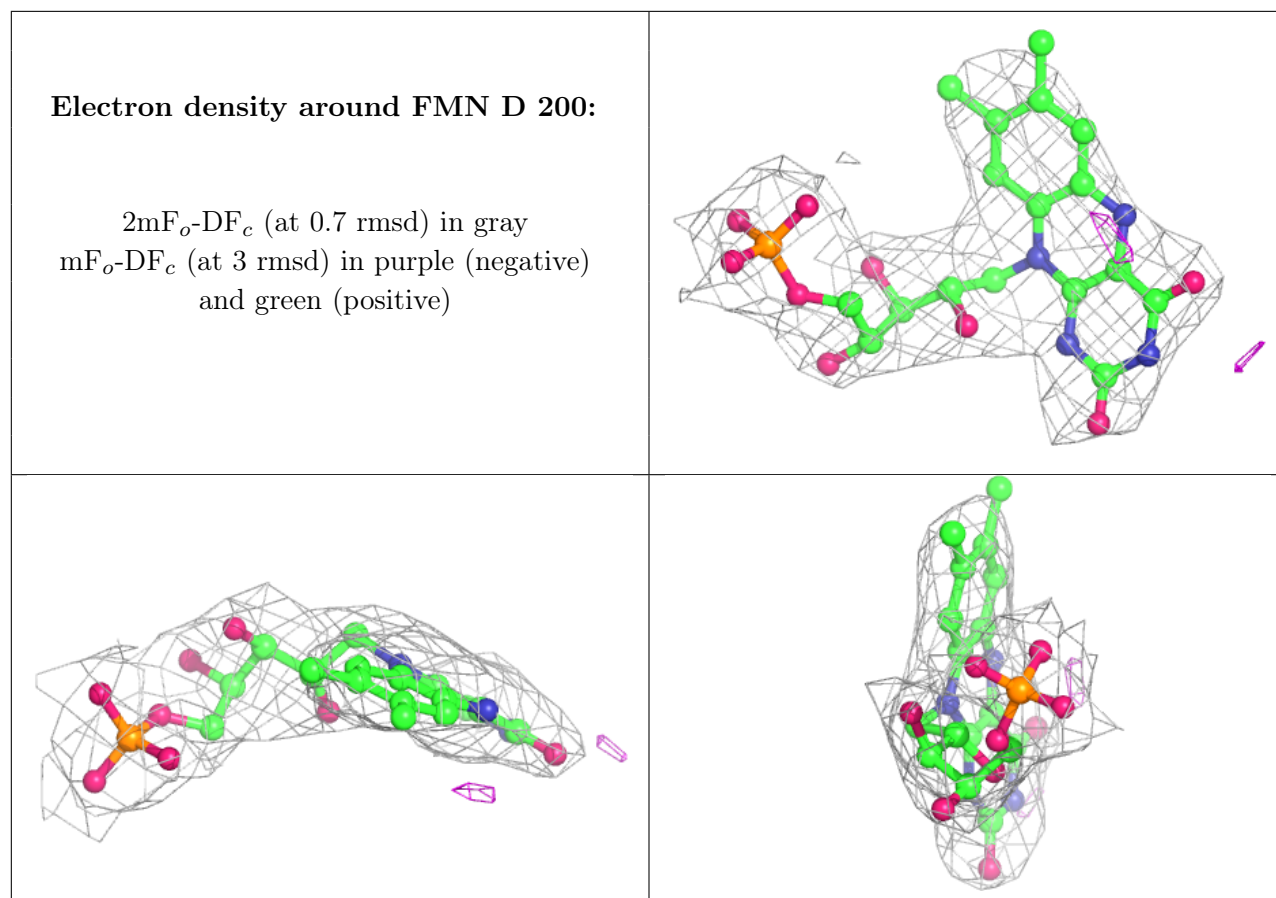 Electron density around FMN D 200:
2mFo-DFc (at 0.7 rmsd) in gray
mFo-DFc (at 3 rmsd) in purple (negative)
and green (positive)